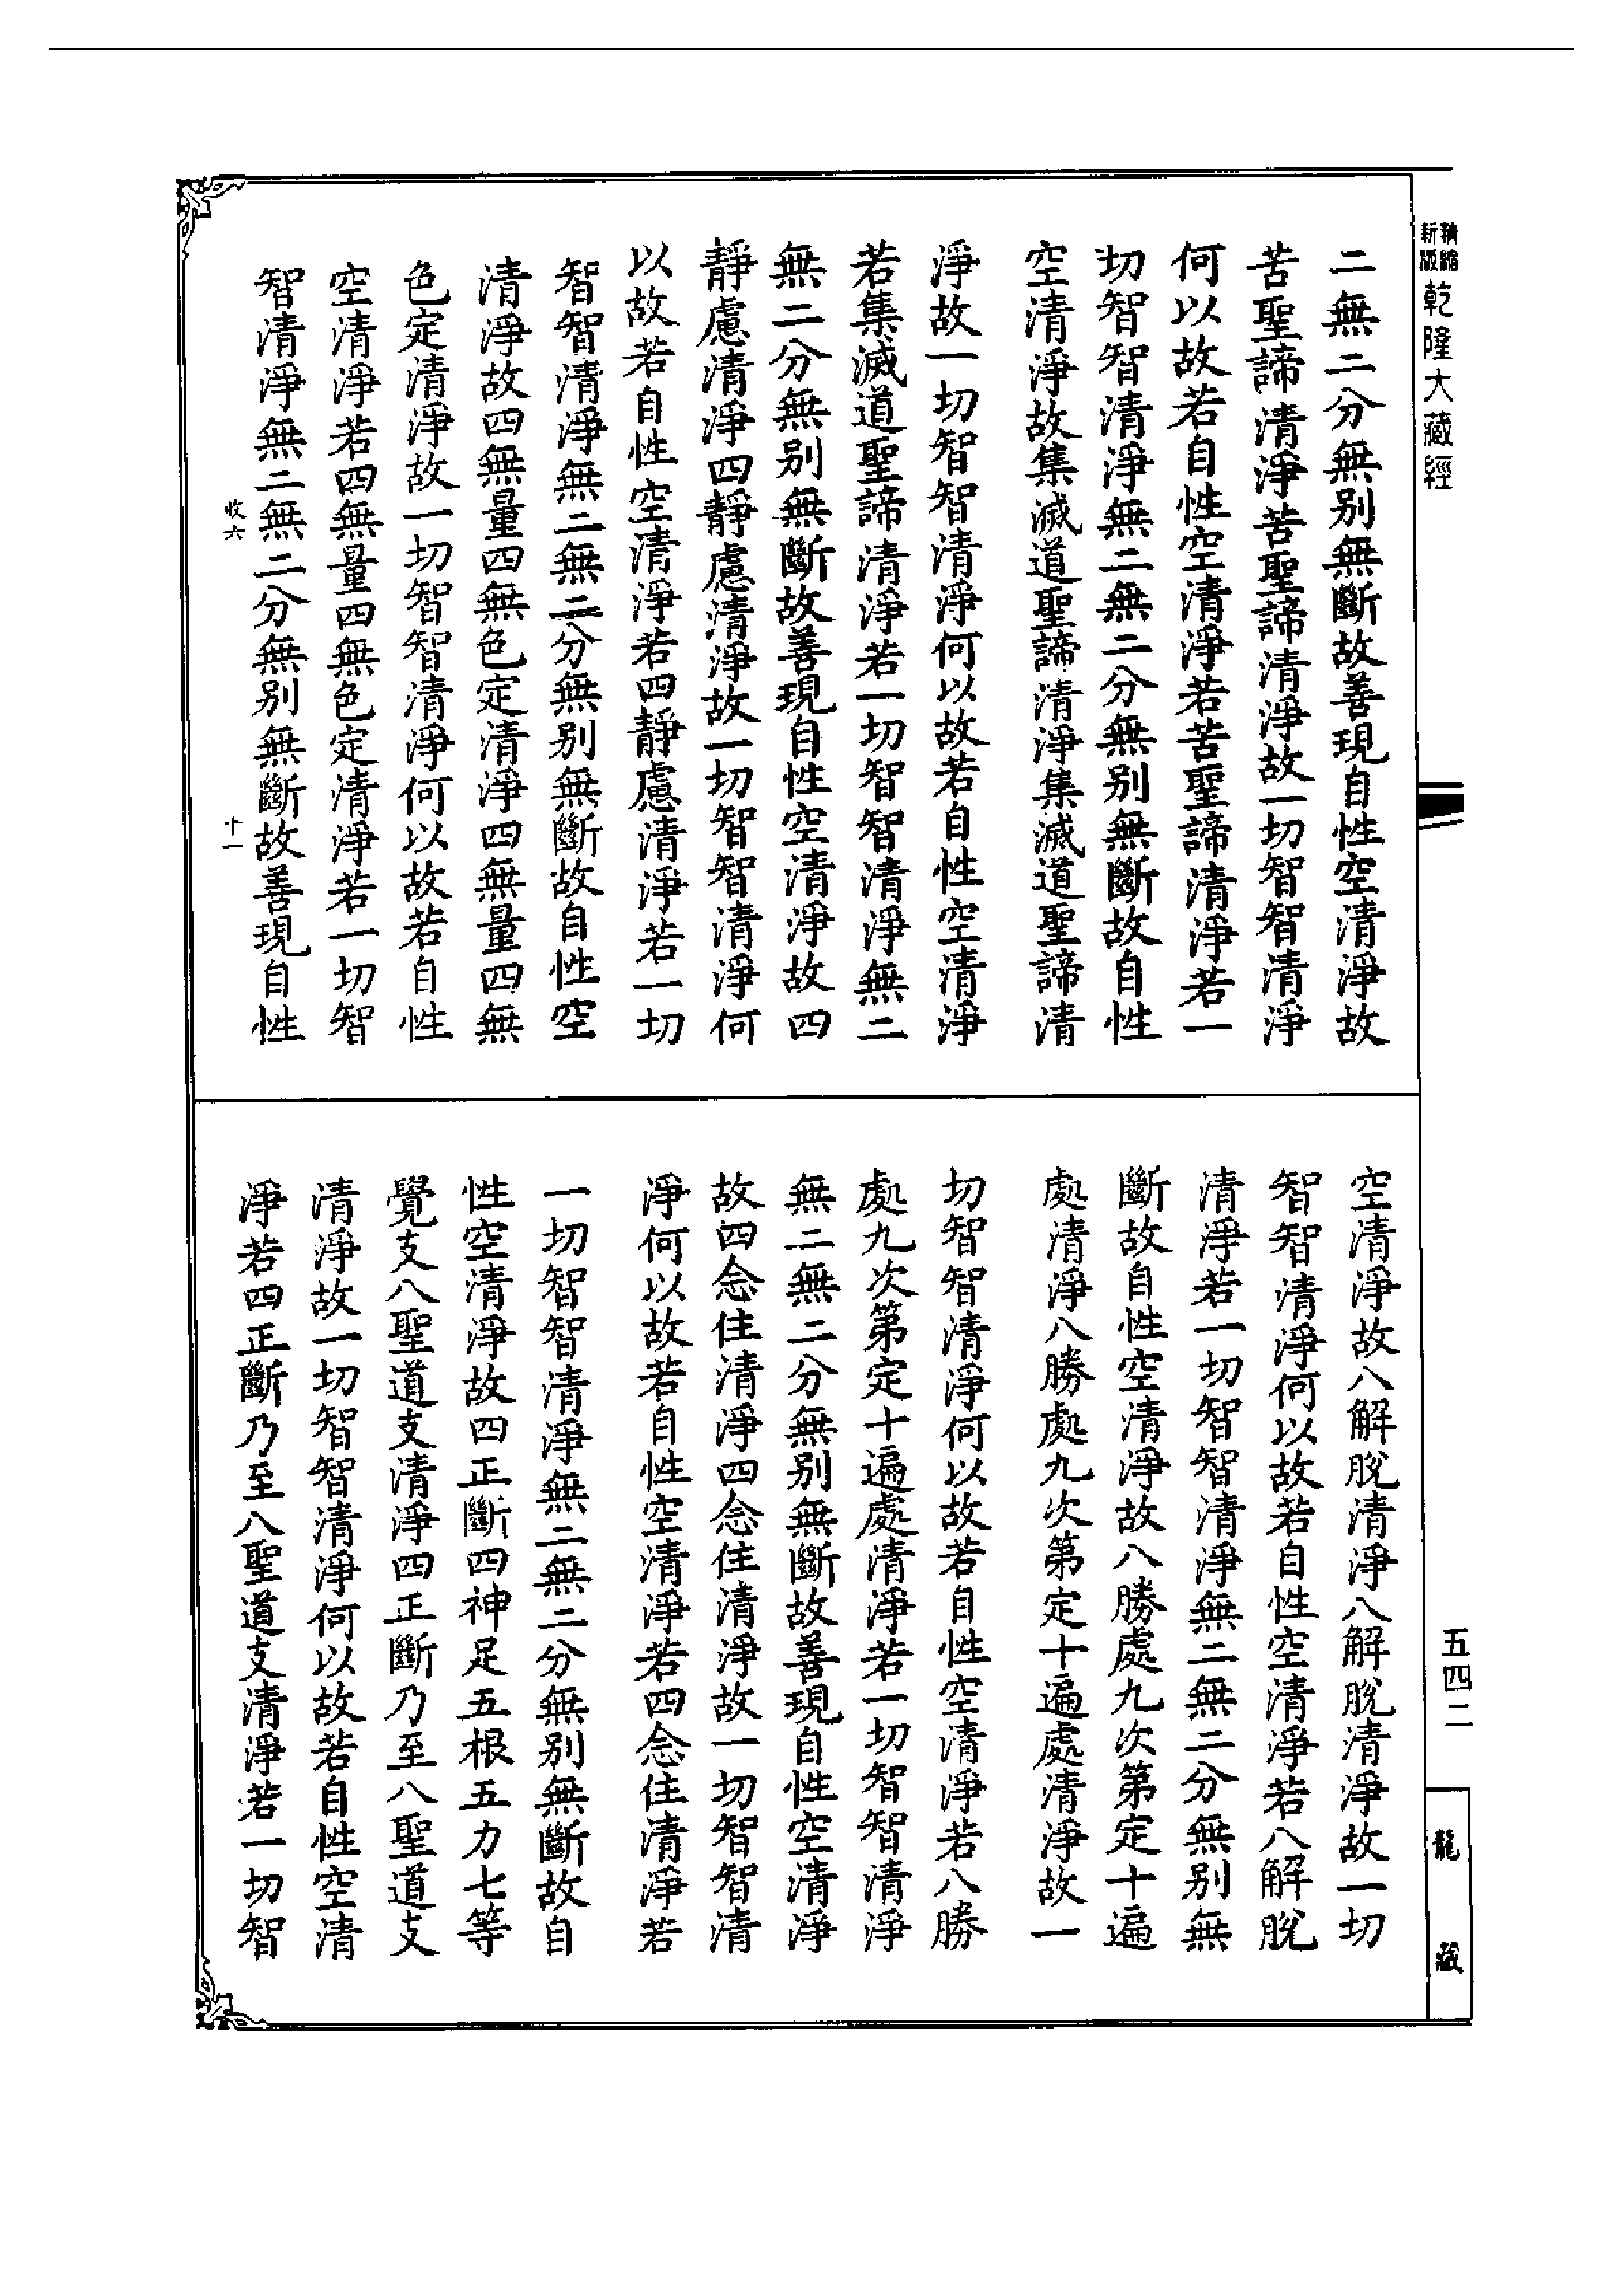 新版
精縮
乾隆大藏經
二無二分無别無斷故善現自性空清淨故
苦聖諦清淨苦聖諦清淨故一切智智清淨
何以故若自性空清淨若苦聖諦清淨若一
切智智清淨無二無二分無别無斷故自性
空清淨故集滅道聖諦清淨集滅道聖諦清
淨故一切智智清淨何以故若自性空清淨
若集滅道聖諦清淨若一切智智清淨無二
無二分無别無斷故善現自性空清淨故四
靜慮清淨四靜慮清淨故一切智智清淨何
以故若自性空清淨若四靜慮清淨若一切
智智清淨無二無二分無别無斷故自性空
清淨故四無量四無色定清淨四無量四無
色定清淨故一切智智清淨何以故若自性
空清淨若四無量四無色定清淨若一切智
智清淨無二無二分無别無斷故善現自性
收六
十一
空清淨故八解脫清淨八解脫清淨故一切
智智清淨何以故若自性空清淨若八解脫
清淨若一切智智清淨無二無二分無别無
斷故自性空清淨故八勝處九次第定十遍
處清淨八勝處九次第定十遍處清淨故一
切智智清淨何以故若自性空清淨若八勝
處九次第定十遍處清淨若一切智智清淨
無二無二分無别無斷故善現自性空清淨
故四念住清淨四念住清淨故一切智智清
淨何以故若自性空清淨若四念住清淨若
一切智智清淨無二無二分無别無斷故自
性空清淨故四正斷四神足五根五力七等
覺支八聖道支清淨四正斷乃至八聖道支
清淨故一切智智清淨何以故若自性空清
淨若四正斷乃至八聖道支清淨若一切智
五四二
龍藏